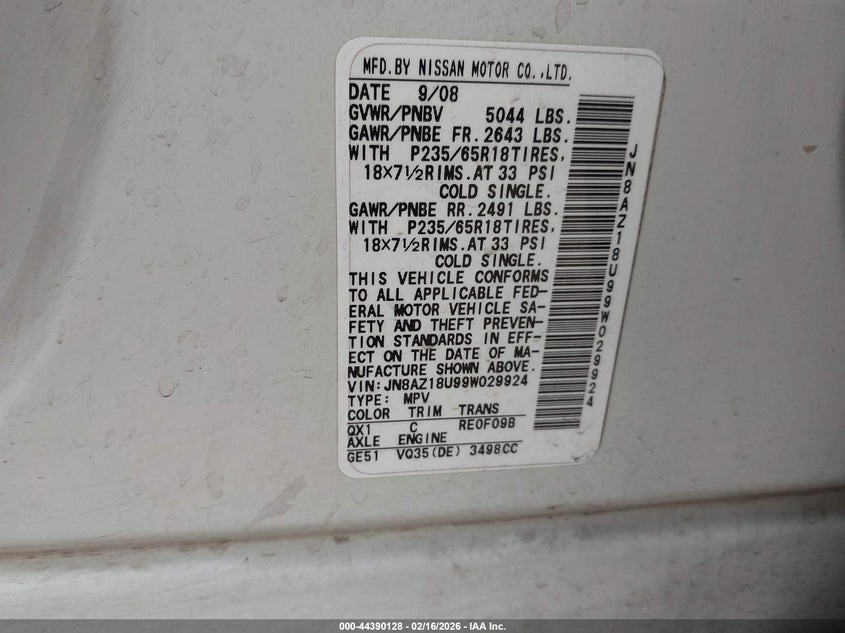 MFD.BY NISSAN MOTOR CO.,LTD.
DATE 9/08
GVWR/PNBV 5044 LBS.
GAWR/PNBE FR.2643 LBS.
WITH P235/65R18TIRES,
18×7½RIMS.AT 33 PSI
COLD SINGLE.
GAWR/PNBE RR.2491 LBS.
WITH P235/65R18TIRES,
18×7½RIMS.AT 33 PSI
COLD SINGLE.
THIS VEHICLE CONFORMS
TO ALL APPLICABLE FED-
ERAL MOTOR VEHICLE SA-
FETY AND THEFT PREVEN-
TION STANDARDS IN EFF-
ECT ON THE DATE OF MA-
NUFACTURE SHOWN ABOVE.
VIN:JN8AZ18U99W029924
TYPE: MPV
COLOR TRIM TRANS
QX1 C RE0F09B
AXLE ENGINE
GE51 VQ35(DE) 3498CC
JN8AZ18U99W029924
000-44390128 - 02/16/2026 - IAA Inc.